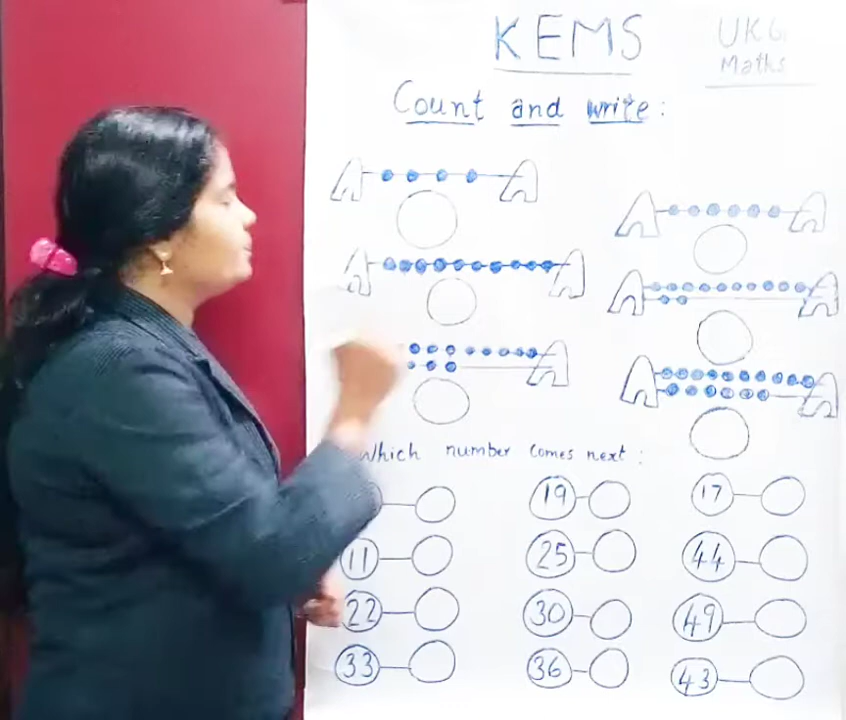 KEMS
UKG
Maths
Count and write:
Which number comes next:
19 17
11 25 44
22 30 49
33 36 43